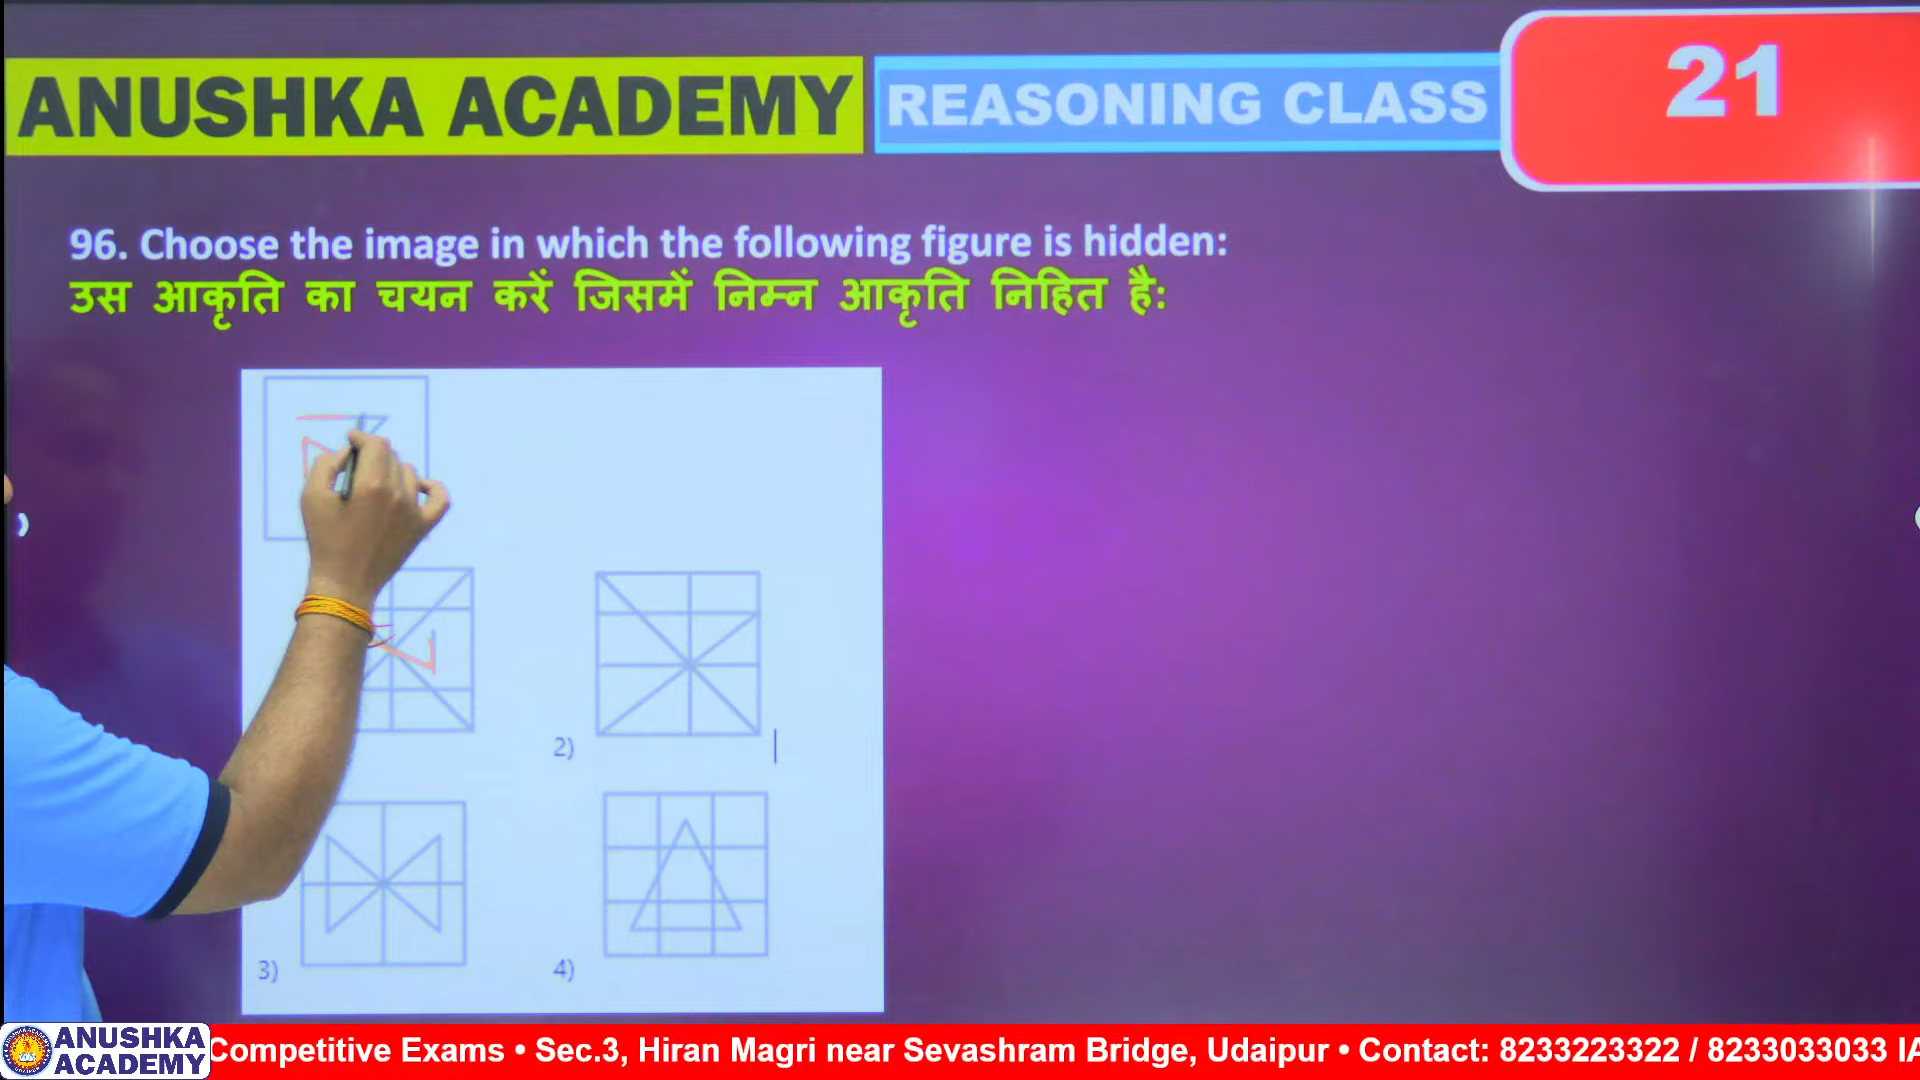 ANUSHKA ACADEMY REASONING CLASS 21
96. Choose the image in which the following figure is hidden:
उस आकृति का चयन करें जिसमें निम्न आकृति निहित है:
2)
3) 4)
ANUSHKA ACADEMY
Competitive Exams • Sec.3, Hiran Magri near Sevashram Bridge, Udaipur • Contact: 8233223322 / 8233033033 IA